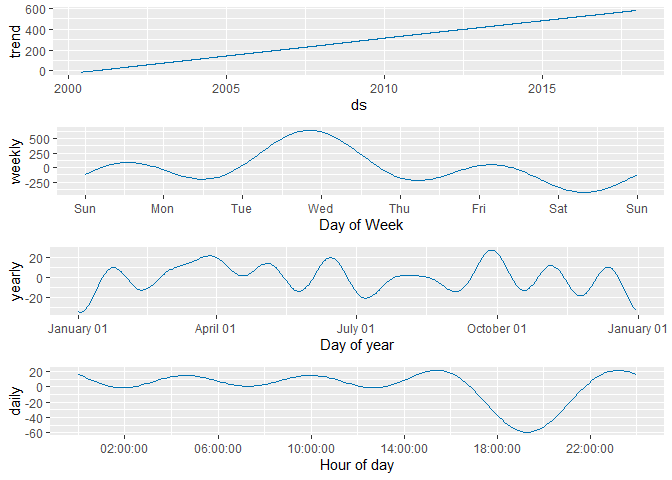 trend
600
400
200
0
2000 2005 2010 2015
ds
weekly
500
250
0
-250
Sun Mon Tue Wed Thu Fri Sat Sun
Day of Week
yearly
20
0
-20
January 01 April 01 July 01 October 01 January 01
Day of year
daily
20
0
-20
-40
-60
02:00:00 06:00:00 10:00:00 14:00:00 18:00:00 22:00:00
Hour of day